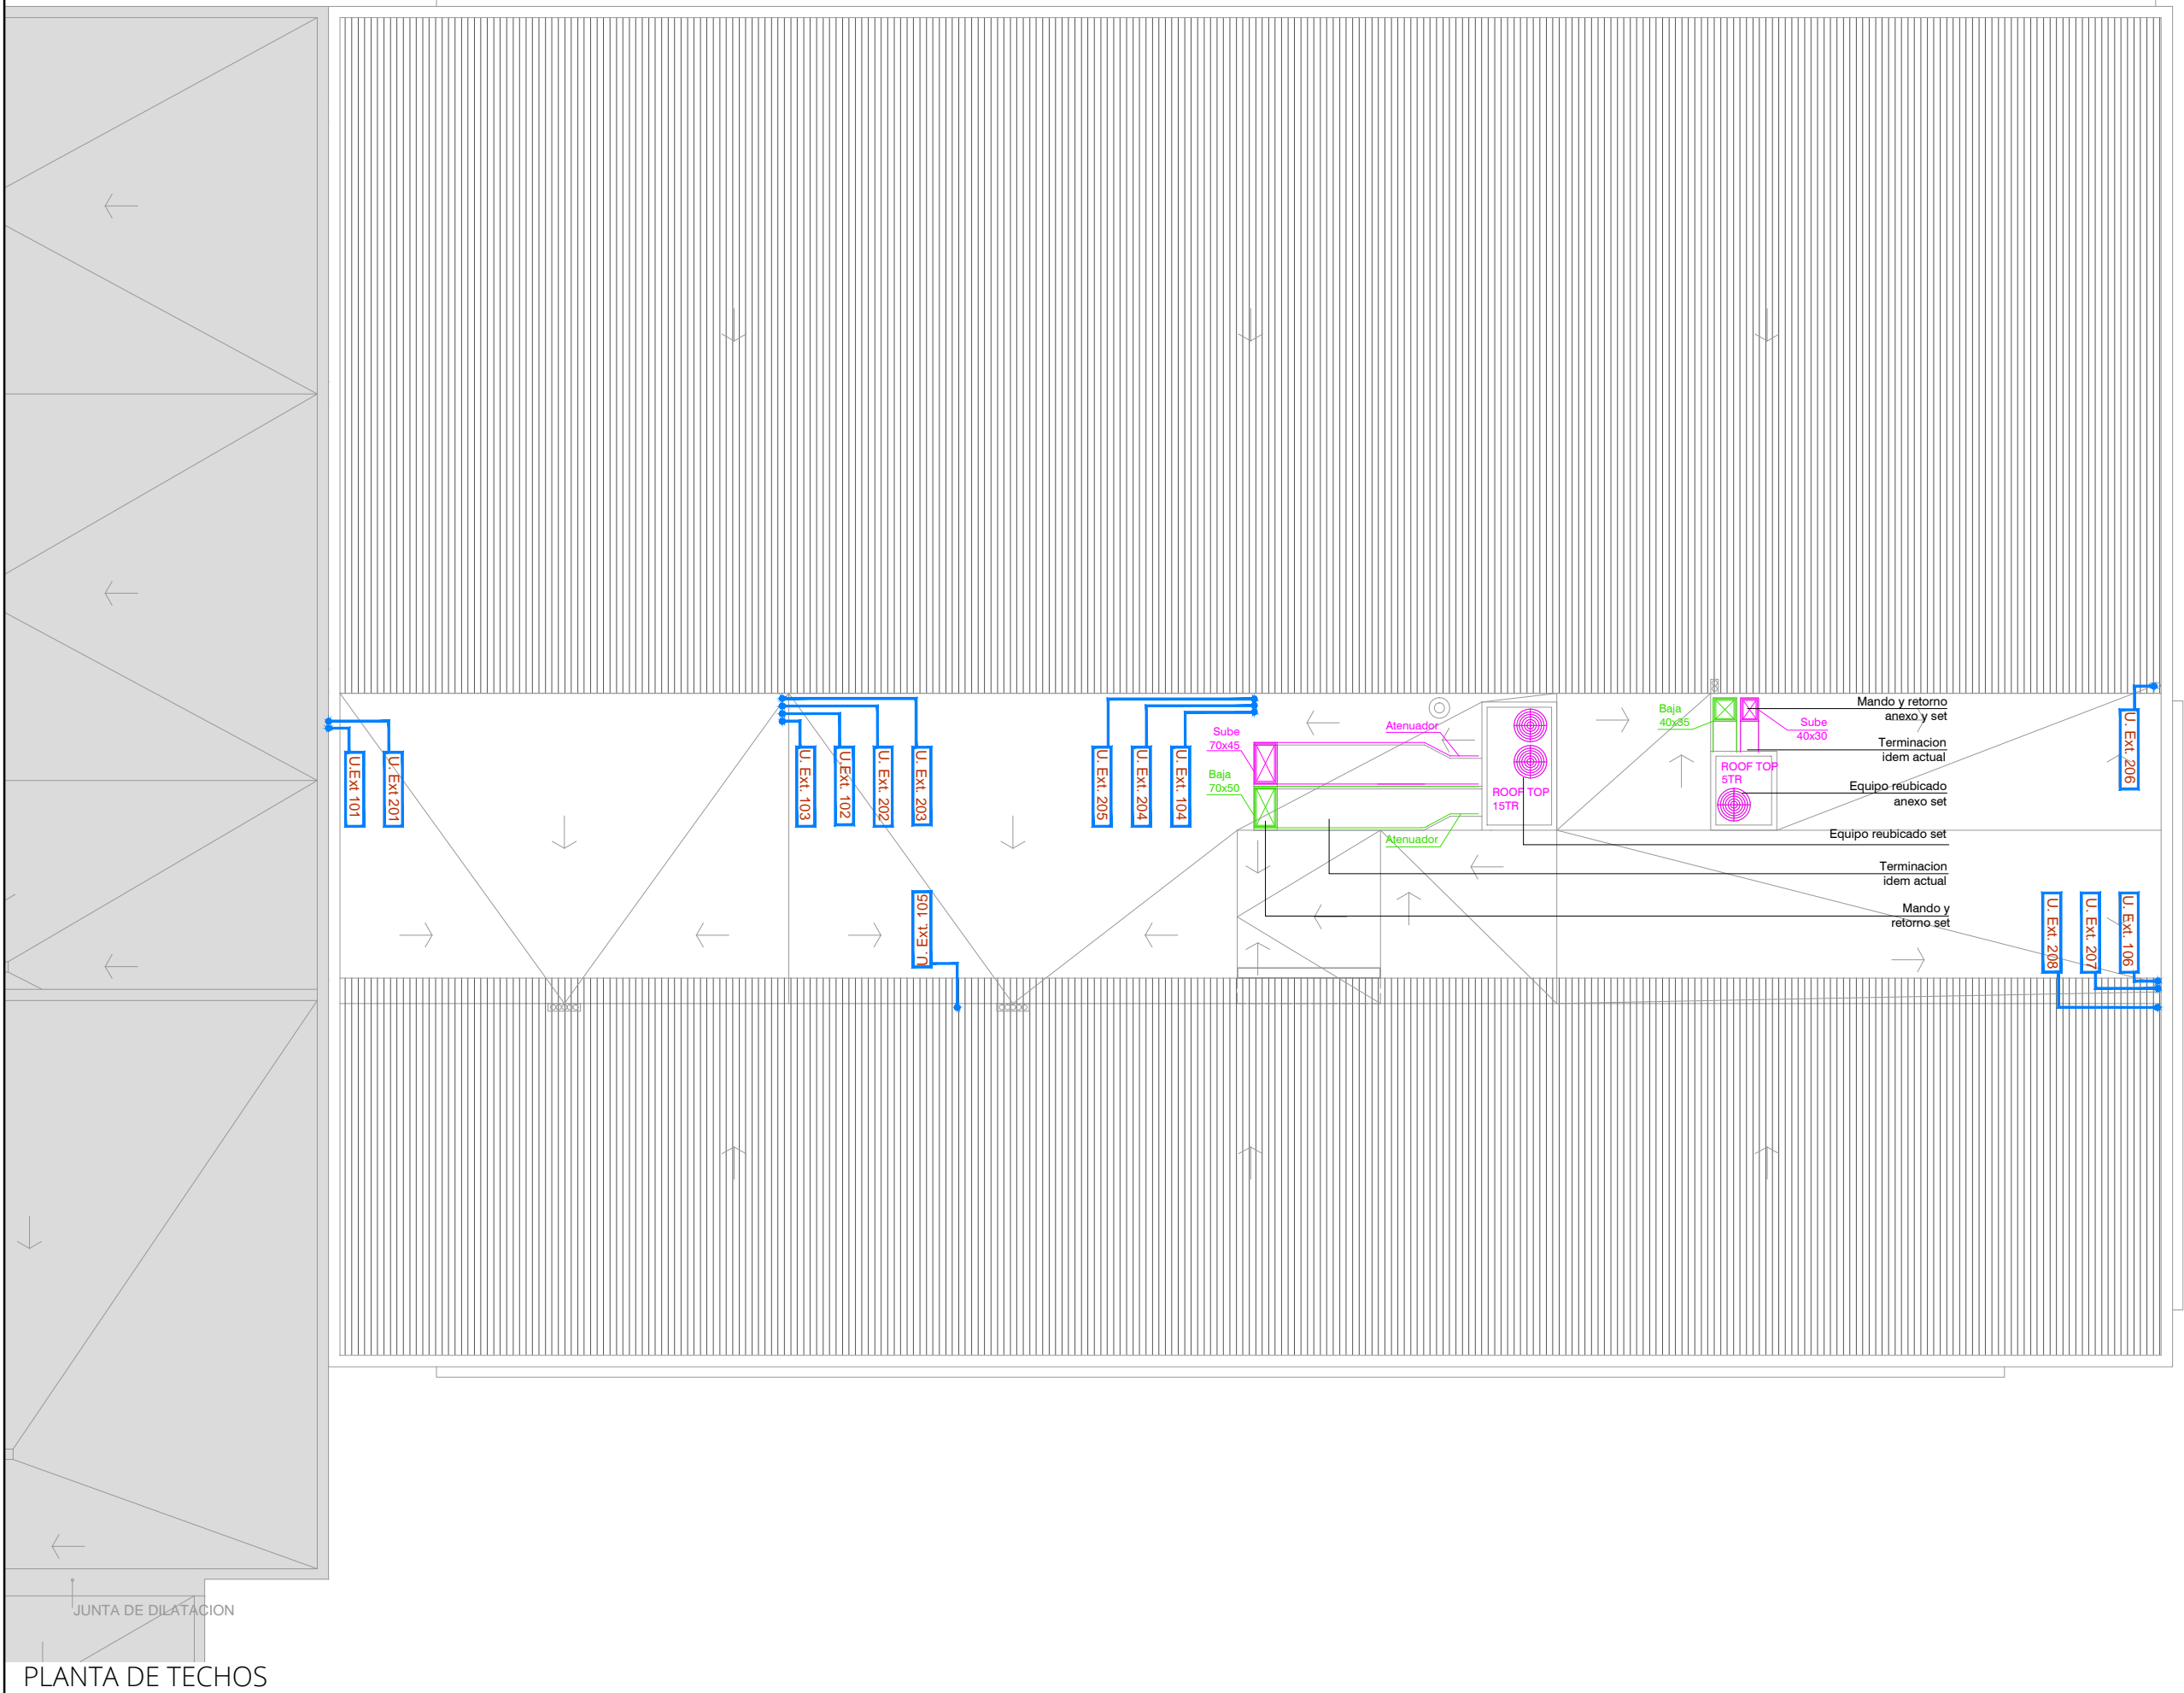 Mando y retorno
anexo y set
Baja
40x35
Sube
40x30
Atenuador
Sube
70x45
Terminacion
idem actual
ROOF TOP
5TR
Baja
70x50
ROOF TOP
15TR
Equipo reubicado
anexo set
U.Ext 101
U.Ext 201
U. Ext. 103
U.Ext. 102
U. Ext. 202
U. Ext. 203
U. Ext. 205
U. Ext. 204
U. Ext. 104
U. Ext. 206
Atenuador
Equipo reubicado set
Terminacion
idem actual
Mando y
retorno set
U. Ext. 105
U. Ext. 208
U. Ext. 207
U. Ext. 106
JUNTA DE DILATACION
PLANTA DE TECHOS